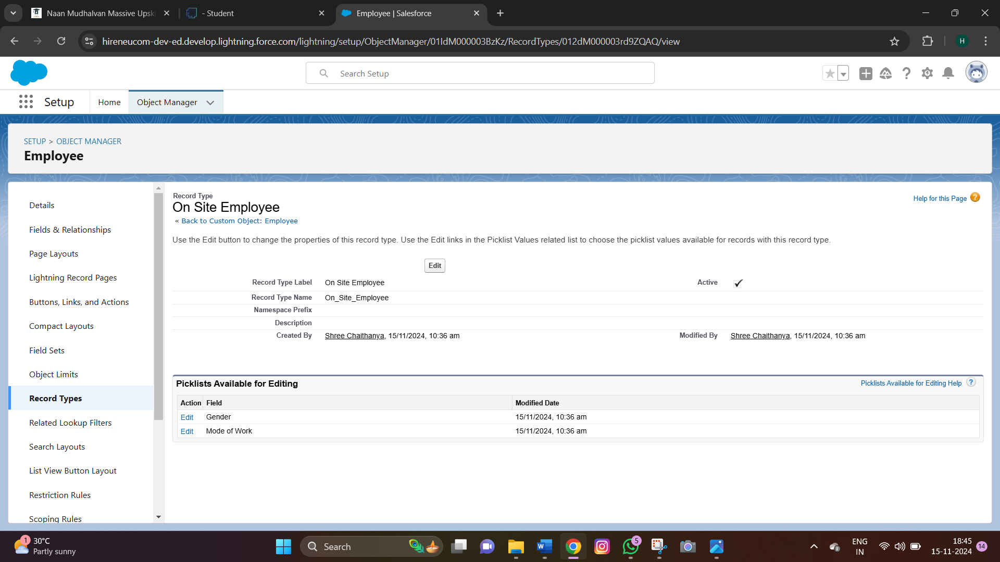 Naan Mudhalvan Massive Upsk
- Student
Employee | Salesforce
hireneucom-dev-ed.develop.lightning.force.com/lightning/setup/ObjectManager/01IdM000003BzKz/RecordTypes/012dM000003rd9ZQAQ/view
H
Search Setup
Setup
Home
Object Manager
SETUP > OBJECT MANAGER
Employee
Details
Fields & Relationships
Page Layouts
Lightning Record Pages
Buttons, Links, and Actions
Compact Layouts
Field Sets
Object Limits
Record Types
Related Lookup Filters
Search Layouts
List View Button Layout
Restriction Rules
Scoping Rules
Record Type
On Site Employee
Help for this Page
« Back to Custom Object: Employee
Use the Edit button to change the properties of this record type. Use the Edit links in the Picklist Values related list to choose the picklist values available for records with this record type.
Edit
Record Type Label On Site Employee Active
Record Type Name On_Site_Employee
Namespace Prefix
Description
Created By Shree Chaithanya, 15/11/2024, 10:36 am Modified By Shree Chaithanya, 15/11/2024, 10:36 am
Picklists Available for Editing Picklists Available for Editing Help ?
Action Field Modified Date
Edit Gender 15/11/2024, 10:36 am
Edit Mode of Work 15/11/2024, 10:36 am
1
30°C
Partly sunny
Search
5
ENG
IN
18:45
15-11-2024
14